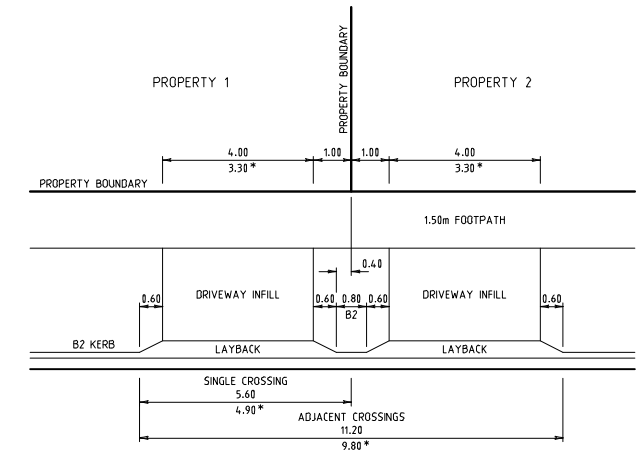 PROPERTY 1
PROPERTY BOUNDARY
PROPERTY 2
4.00
1.00
1.00
4.00
3.30*
3.30*
PROPERTY BOUNDARY
1.50m FOOTPATH
0.40
0.60
DRIVEWAY INFILL
0.60
0.80
0.60
DRIVEWAY INFILL
0.60
B2
B2 KERB
LAYBACK
LAYBACK
SINGLE CROSSING
5.60
4.90*
ADJACENT CROSSINGS
11.20
9.80*